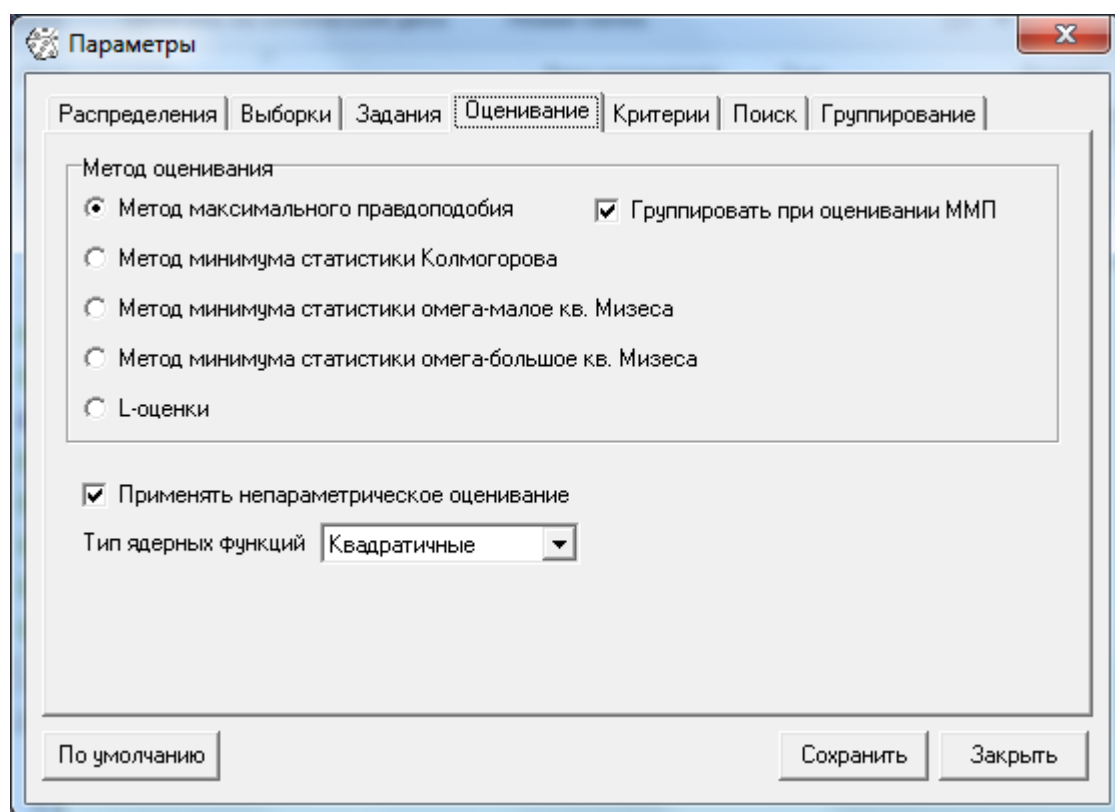 Параметры
Распределения Выборки Задания Оценивание Критерии Поиск Группирование
Метод оценивания
Метод максимального правдоподобия Группировать при оценивании ММП
Метод минимума статистики Колмогорова
Метод минимума статистики омега-малое кв. Мизеса
Метод минимума статистики омега-большое кв. Мизеса
L-оценки
Применять непараметрическое оценивание
Тип ядерных функций Квадратичные
По умолчанию Сохранить Закрыть